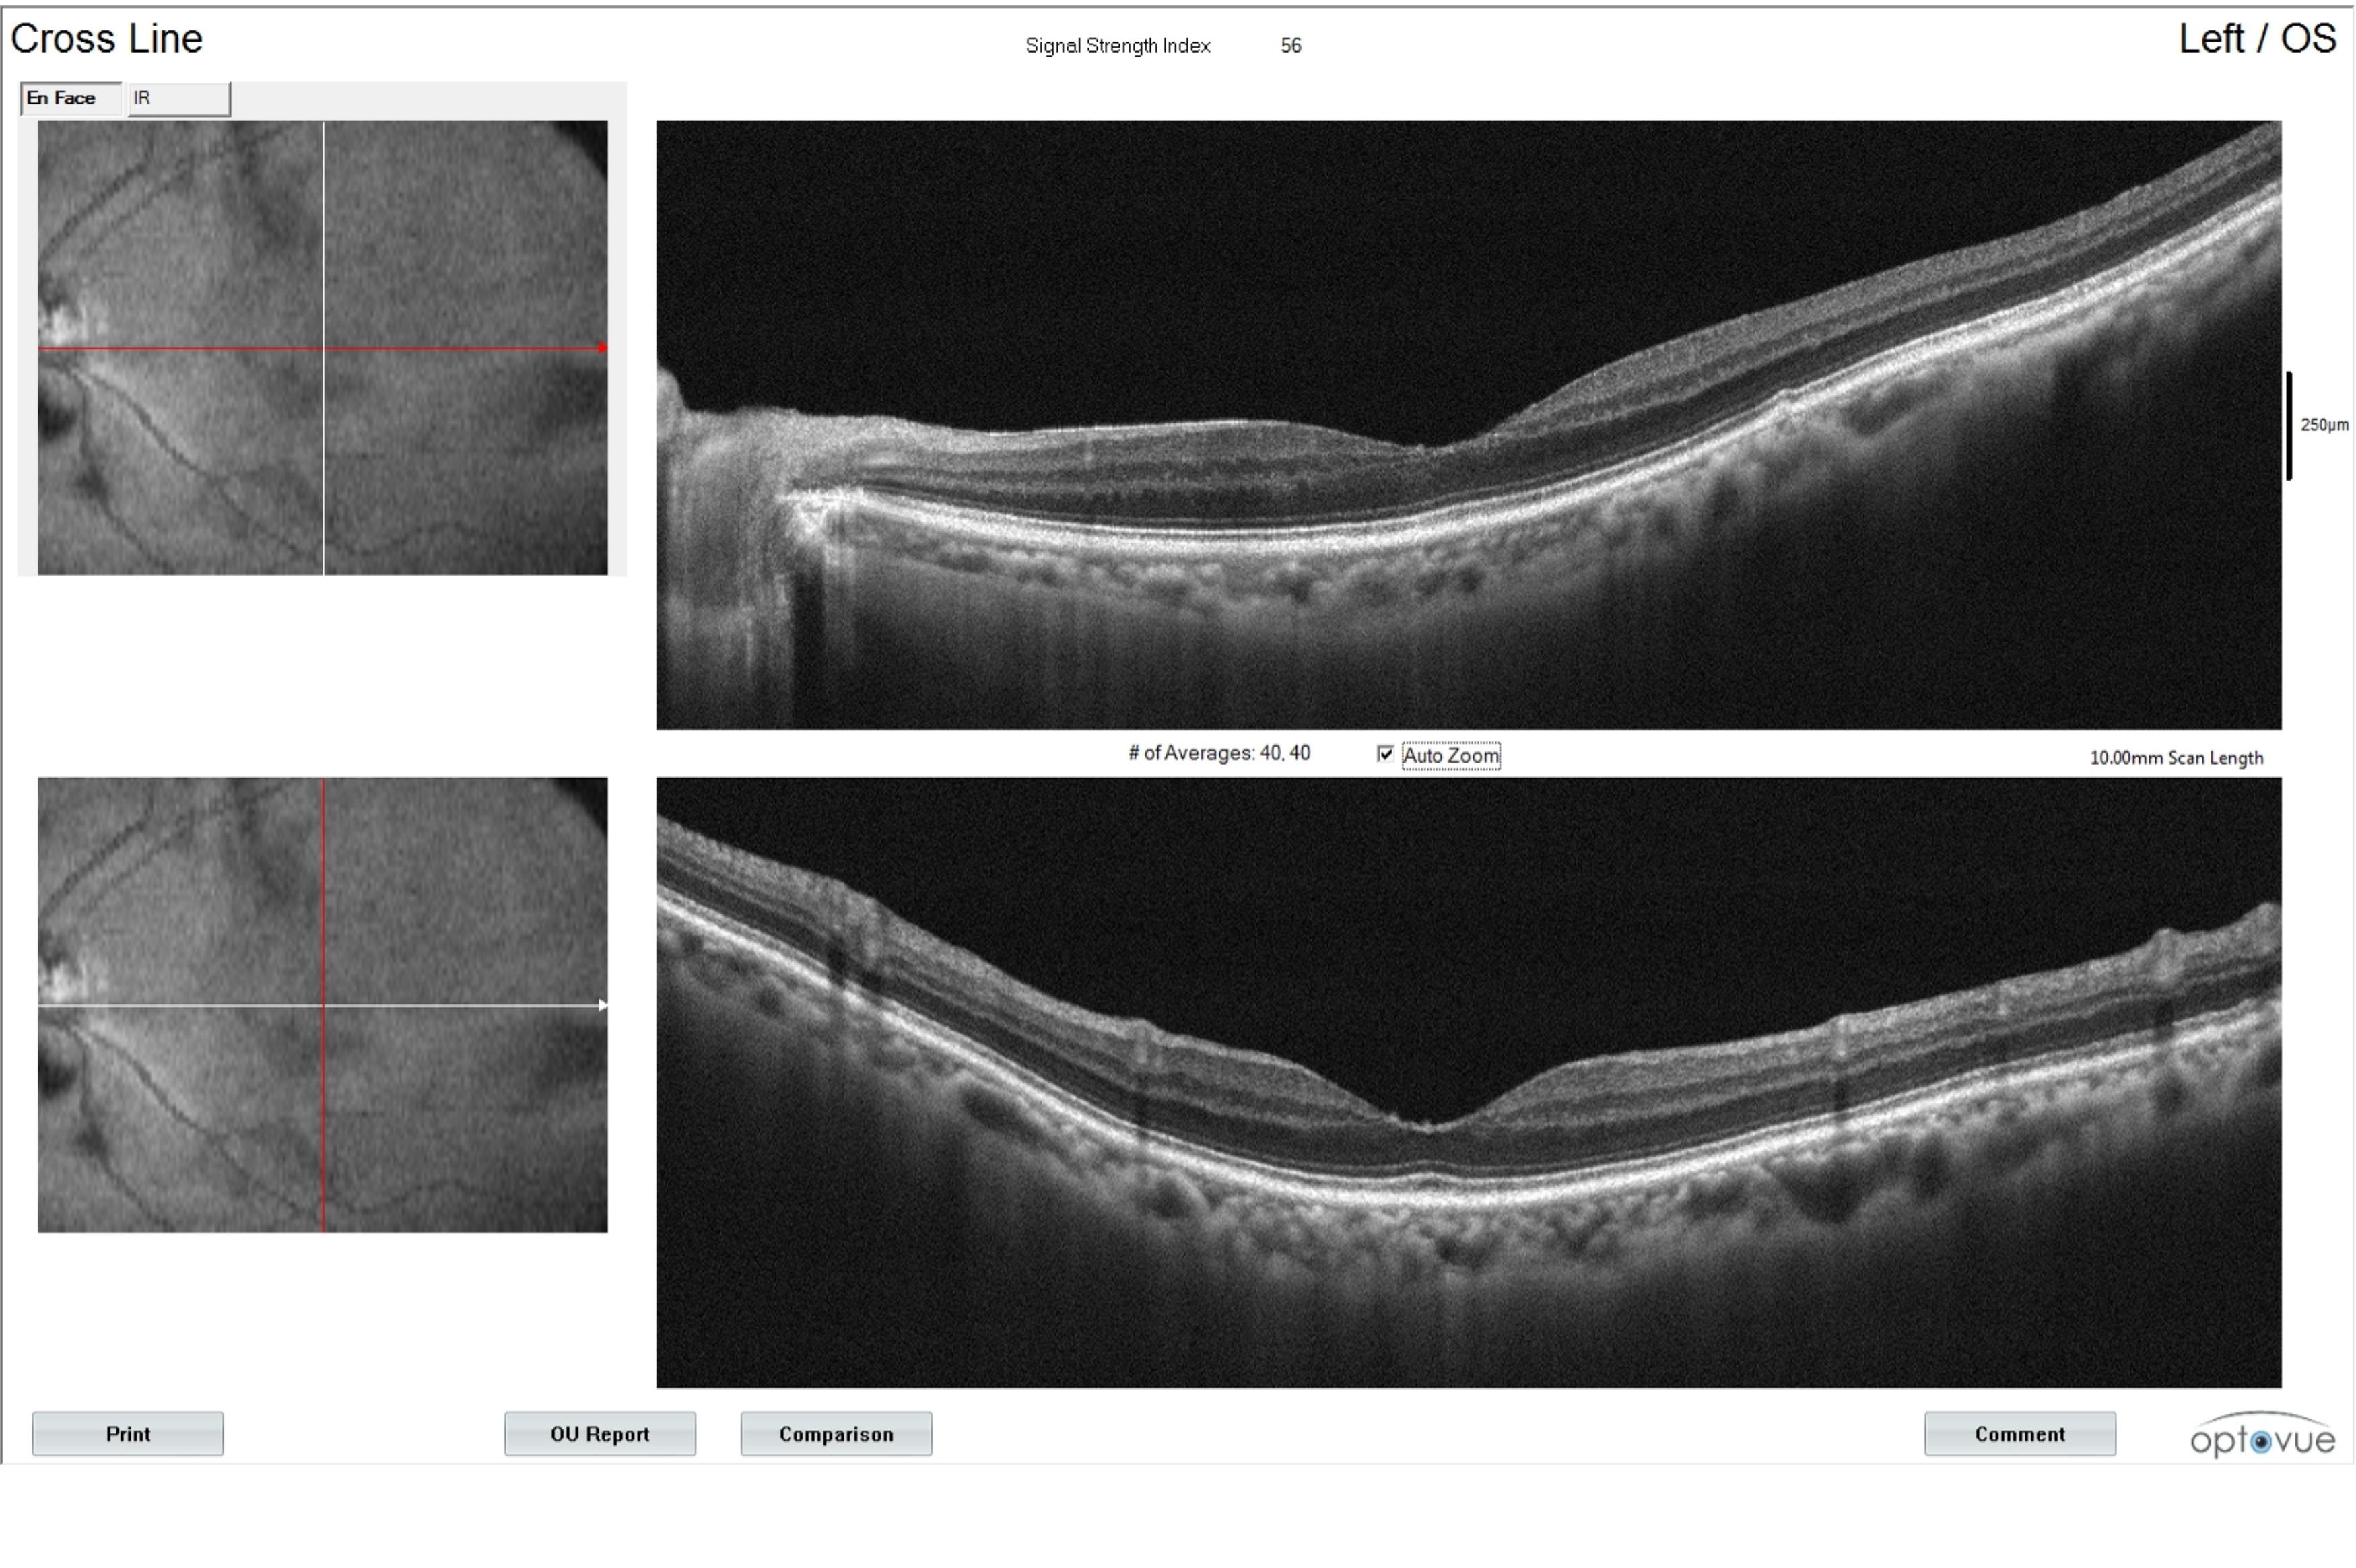 Cross Line
Signal Strength Index 56
Left / OS
En Face IR
250µm
# of Averages: 40, 40
Auto Zoom
10.00mm Scan Length
Print
OU Report
Comparison
Comment
optovue